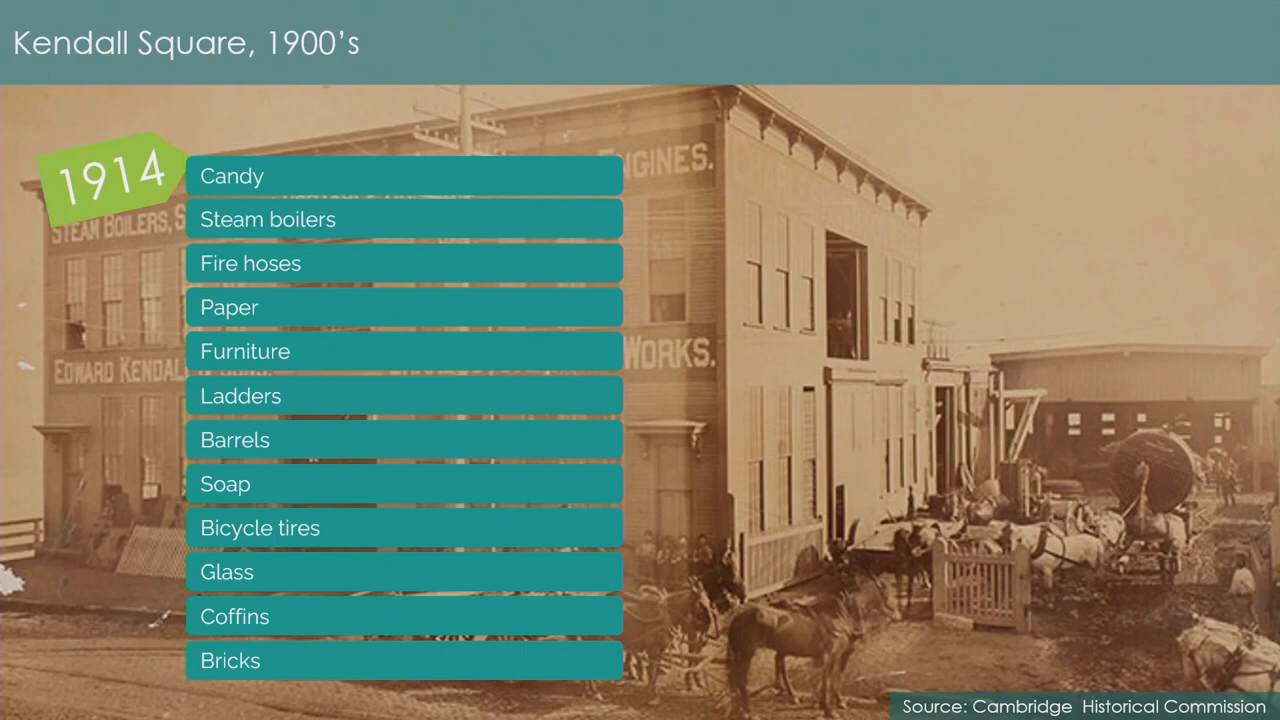 Kendall Square, 1900's
1914
Candy
Steam boilers
Fire hoses
Paper
Furniture
Ladders
Barrels
Soap
Bicycle tires
Glass
Coffins
Bricks
STEAM BOILERS,
ENGINES.
EDWARD KENDALL
WORKS.
Source: Cambridge Historical Commission